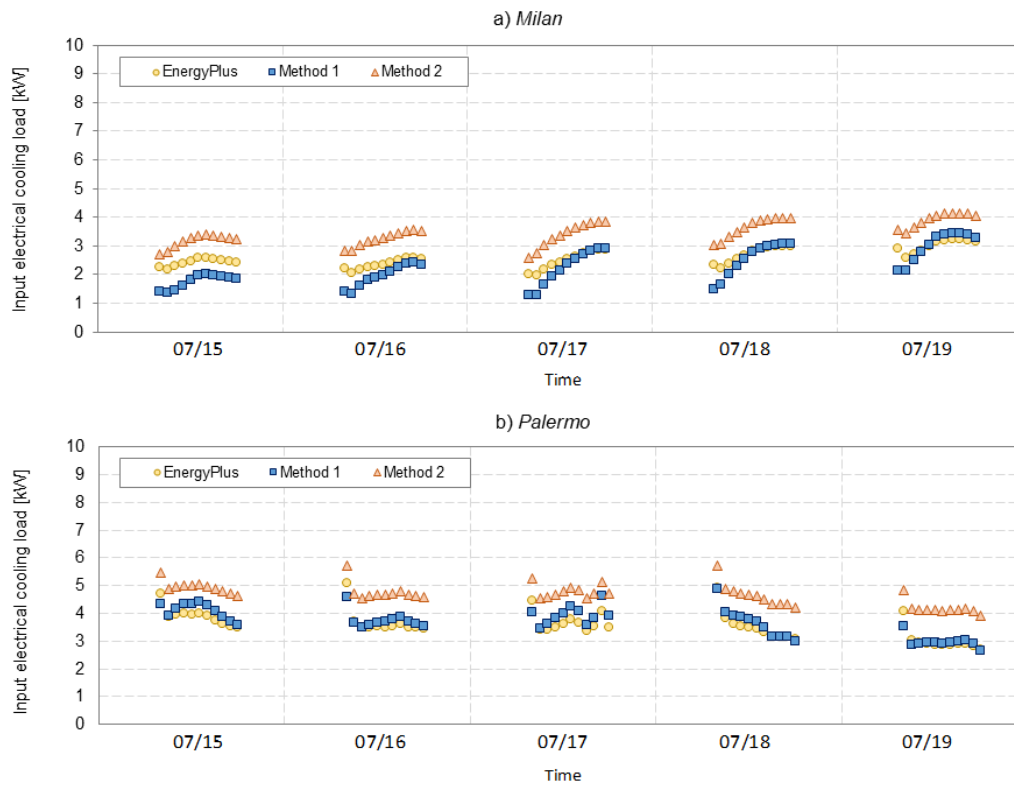 a) Milan
Input electrical cooling load [kW]
10
9
8
7
6
5
4
3
2
1
0
EnergyPlus Method 1 Method 2
07/15 07/16 07/17 07/18 07/19
Time
b) Palermo
Input electrical cooling load [kW]
10
9
8
7
6
5
4
3
2
1
0
EnergyPlus Method 1 Method 2
07/15 07/16 07/17 07/18 07/19
Time